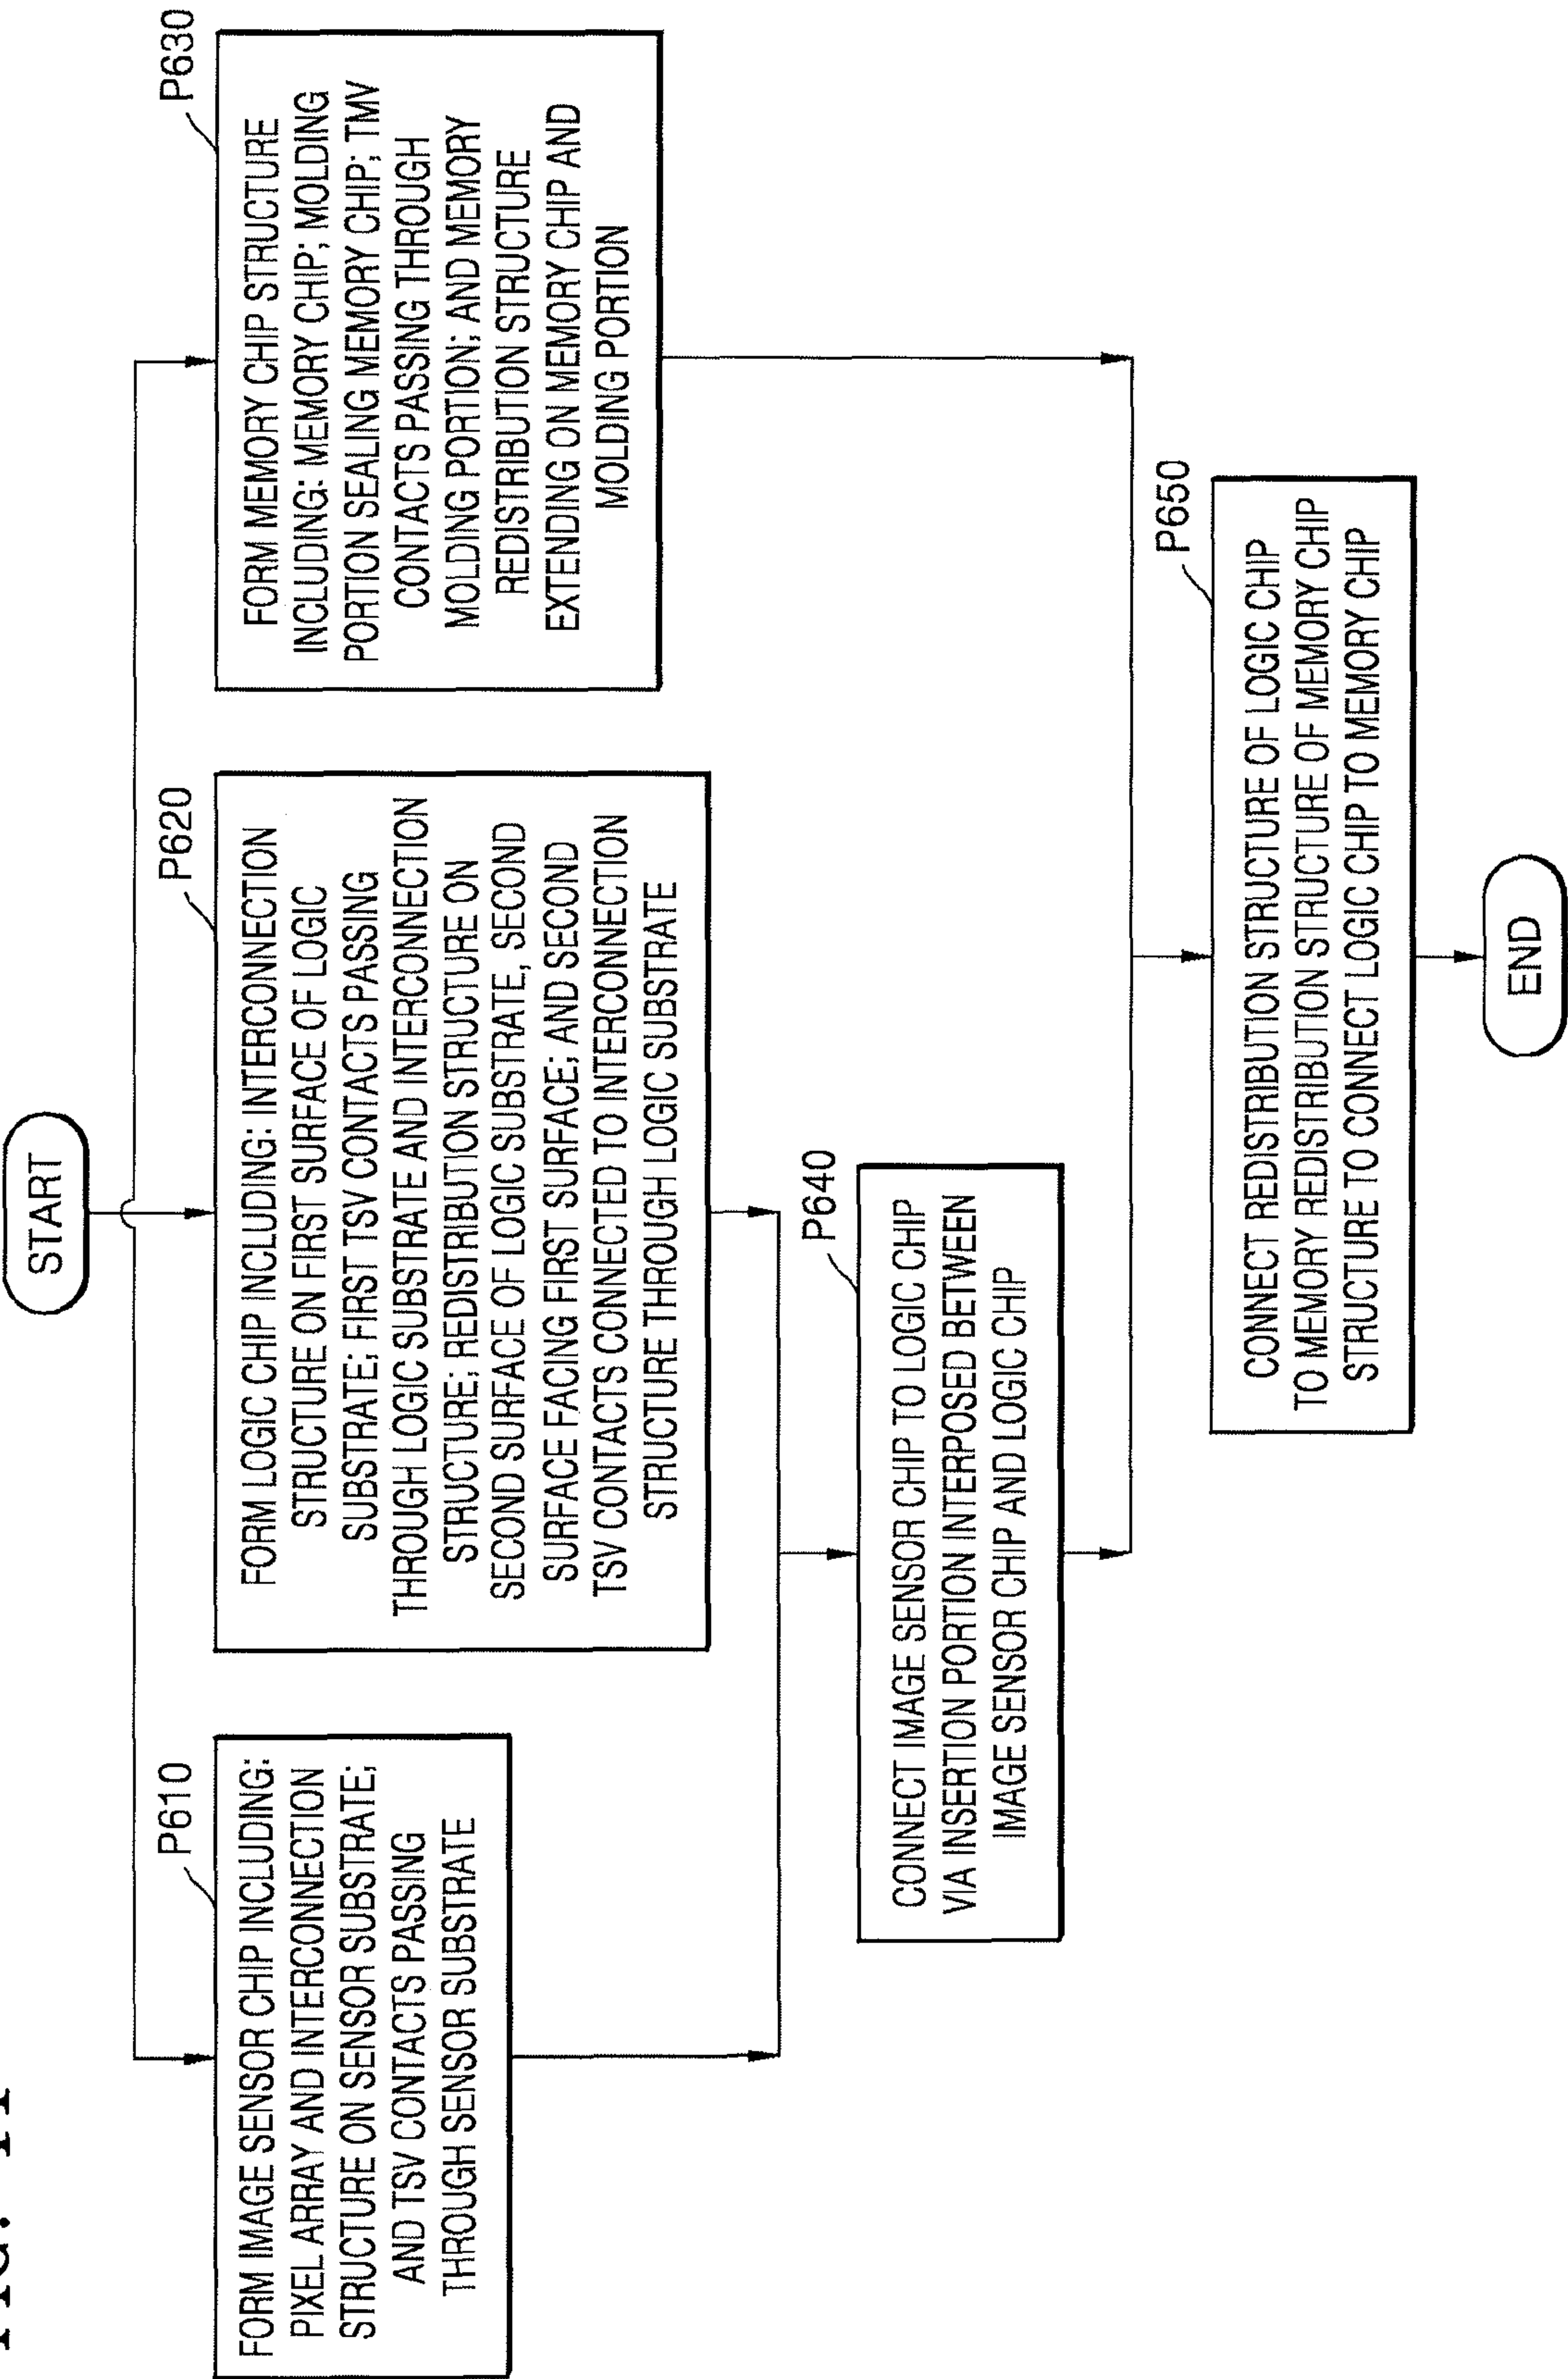 FIG.
START
P610
FORM IMAGE SENSOR CHIP INCLUDING:
PIXEL ARRAY AND INTERCONNECTION
STRUCTURE ON SENSOR SUBSTRATE;
AND TSV CONTACTS PASSING
THROUGH SENSOR SUBSTRATE
P620
FORM LOGIC CHIP INCLUDING: INTERCONNECTION
STRUCTURE ON FIRST SURFACE OF LOGIC
SUBSTRATE; FIRST TSV CONTACTS PASSING
THROUGH LOGIC SUBSTRATE AND INTERCONNECTION
STRUCTURE; REDISTRIBUTION STRUCTURE ON
SECOND SURFACE OF LOGIC SUBSTRATE, SECOND
SURFACE FACING FIRST SURFACE; AND SECOND
TSV CONTACTS CONNECTED TO INTERCONNECTION
STRUCTURE THROUGH LOGIC SUBSTRATE
P630
FORM MEMORY CHIP STRUCTURE
INCLUDING: MEMORY CHIP; MOLDING
PORTION SEALING MEMORY CHIP; TMV
CONTACTS PASSING THROUGH
MOLDING PORTION; AND MEMORY
REDISTRIBUTION STRUCTURE
EXTENDING ON MEMORY CHIP AND
MOLDING PORTION
P640
CONNECT IMAGE SENSOR CHIP TO LOGIC CHIP
VIA INSERTION PORTION INTERPOSED BETWEEN
IMAGE SENSOR CHIP AND LOGIC CHIP
P650
CONNECT REDISTRIBUTION STRUCTURE OF LOGIC CHIP
TO MEMORY REDISTRIBUTION STRUCTURE OF MEMORY CHIP
STRUCTURE TO CONNECT LOGIC CHIP TO MEMORY CHIP
END